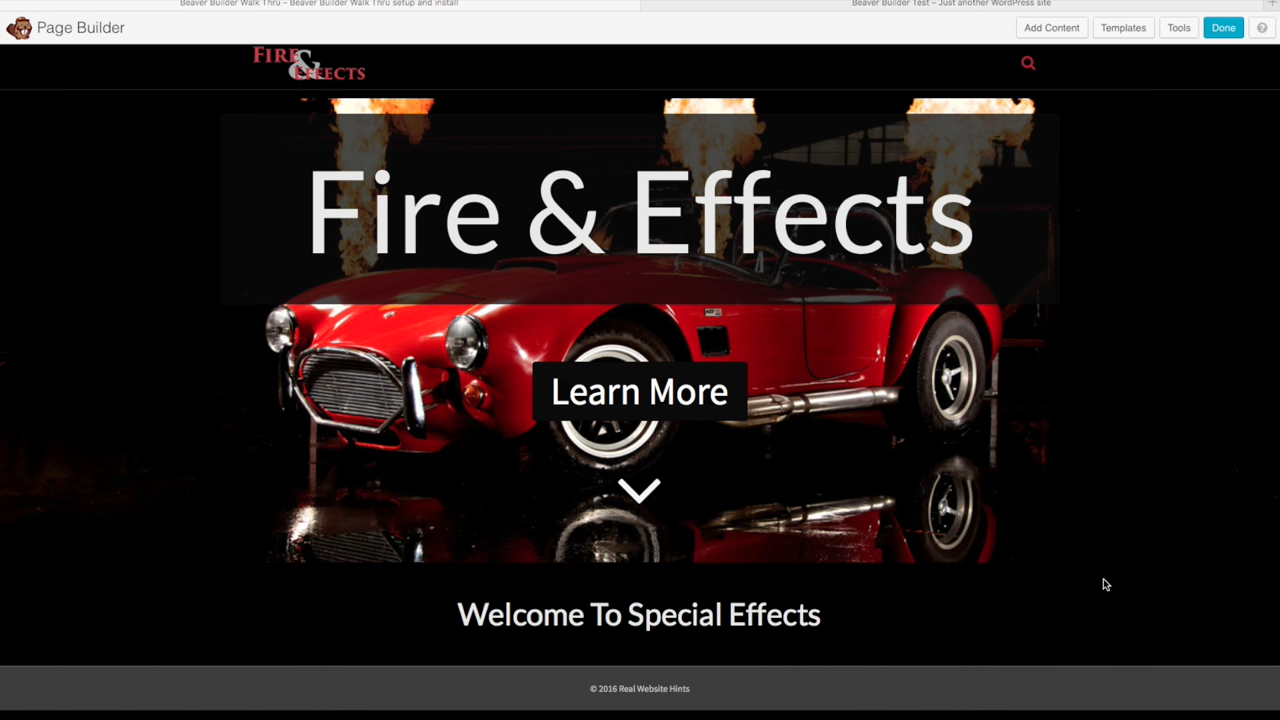 Beaver Builder Walk Thru – Beaver Builder Walk Thru setup and install
Beaver Builder Test – Just another WordPress site
Page Builder
Add Content
Templates
Tools
Done
?
FIRE
&
EFFECTS
Fire & Effects
Learn More
Welcome To Special Effects
© 2016 Real Website Hints